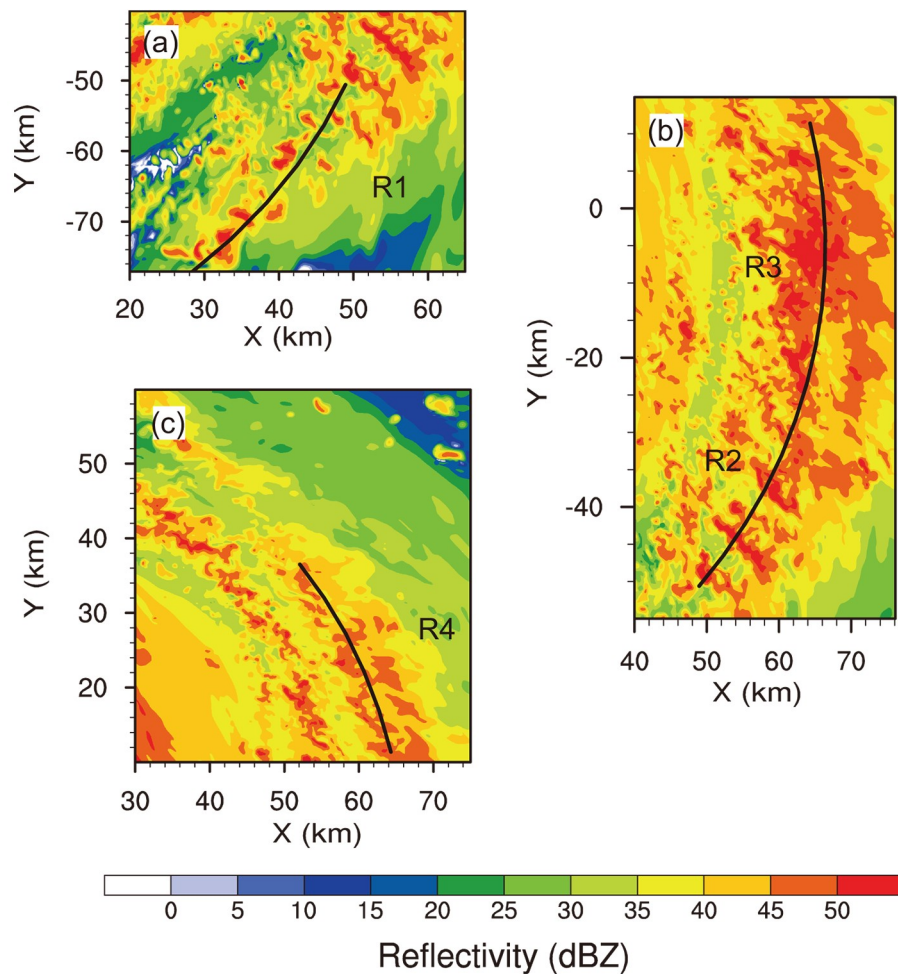 (a)
Y (km)
-50
-60
-70
R1
20 30 40 50 60
X (km)
(b)
Y (km)
0
-20
-40
R3
R2
40 50 60 70
X (km)
(c)
Y (km)
50
40
30
20
R4
30 40 50 60 70
X (km)
0 5 10 15 20 25 30 35 40 45 50
Reflectivity (dBZ)